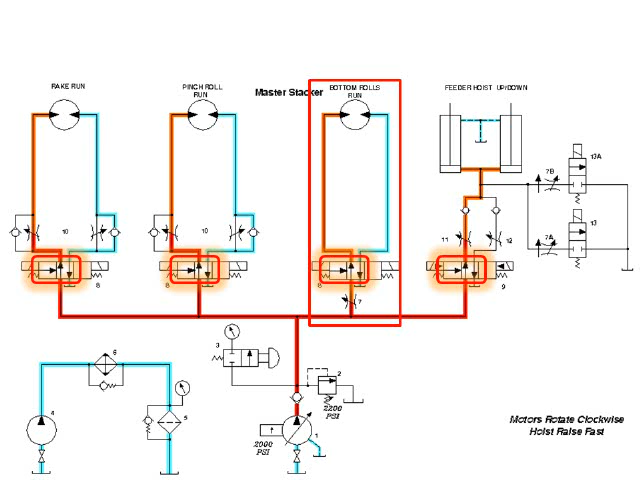 RAKE RUN
PINCH ROLL
RUN
Master Stacker
BOTTOM ROLLS
RUN
FEEDER HOIST UP/DOWN
13A
7B
10
10
11
12
13
7A
8
8
6
7
9
3
6
2
4
5
1
2200
PSI
2000
PSI
Motors Rotate Clockwise
Hoist Raise Fast